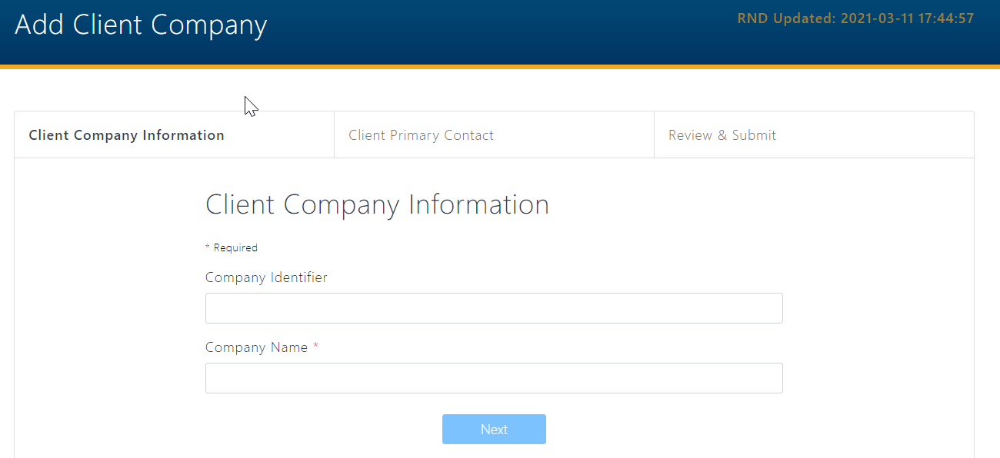 Add Client Company
RND Updated: 2021-03-11 17:44:57
Client Company Information
Client Primary Contact
Review & Submit
Client Company Information
* Required
Company Identifier
Company Name *
Next